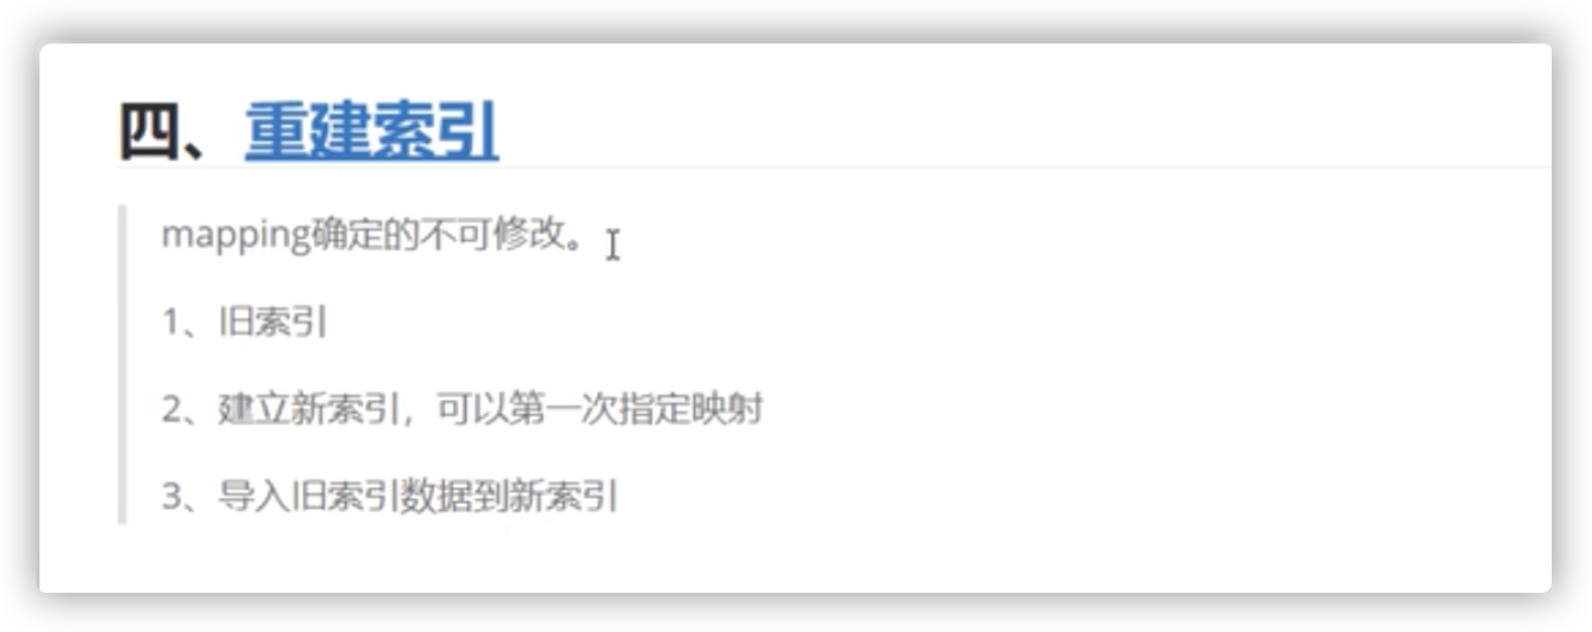 四、重建索引
mapping确定的不可修改。
1、旧索引
2、建立新索引，可以第一次指定映射
3、导入旧索引数据到新索引